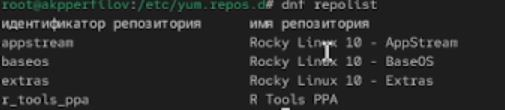 root@akpperfilov:/etc/yum.repos.d# dnf repolist
идентификатор репозитория имя репозитория
appstream Rocky Linux 10 - AppStream
baseos Rocky Linux 10 - BaseOS
extras Rocky Linux 10 - Extras
r_tools_ppa R Tools PPA